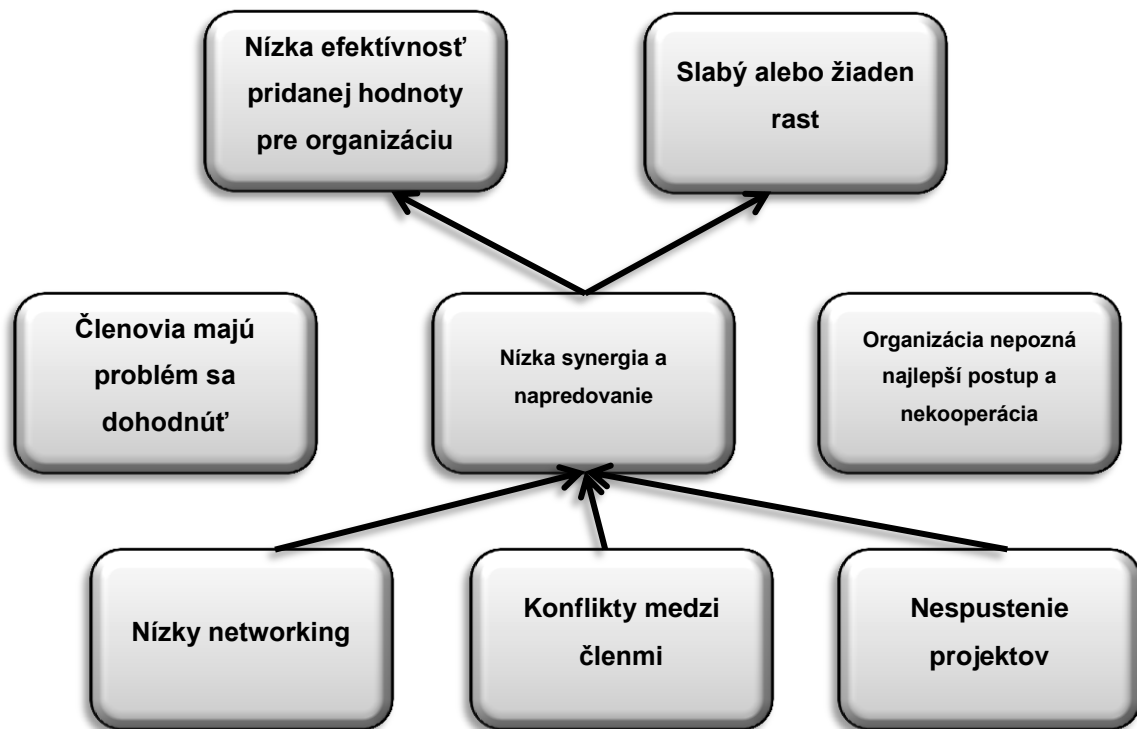 Nízka efektívnosť
pridanej hodnoty
pre organizáciu
Slabý alebo žiaden
rast
Členovia majú
problém sa
dohodnúť
Nízka synergia a
napredovanie
Organizácia nepozná
najlepší postup a
nekooperácia
Nízky networking
Konflikty medzi
členmi
Nespustenie
projektov